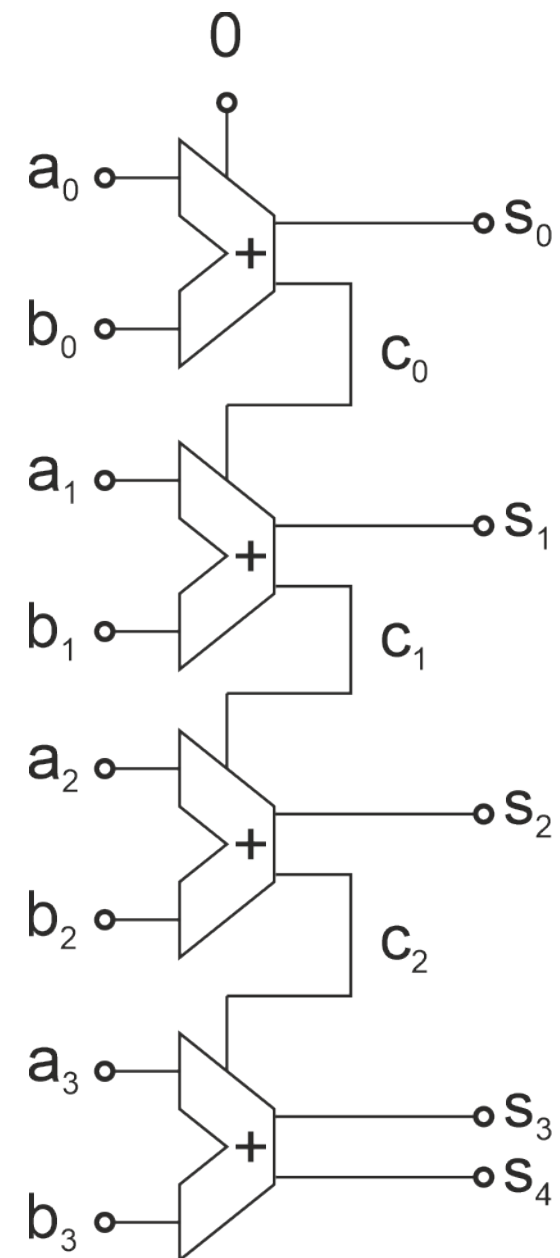 0
a₀
s₀
+
b₀
c₀
a₁
s₁
+
b₁
c₁
a₂
s₂
+
b₂
c₂
a₃
s₃
+
s₄
b₃